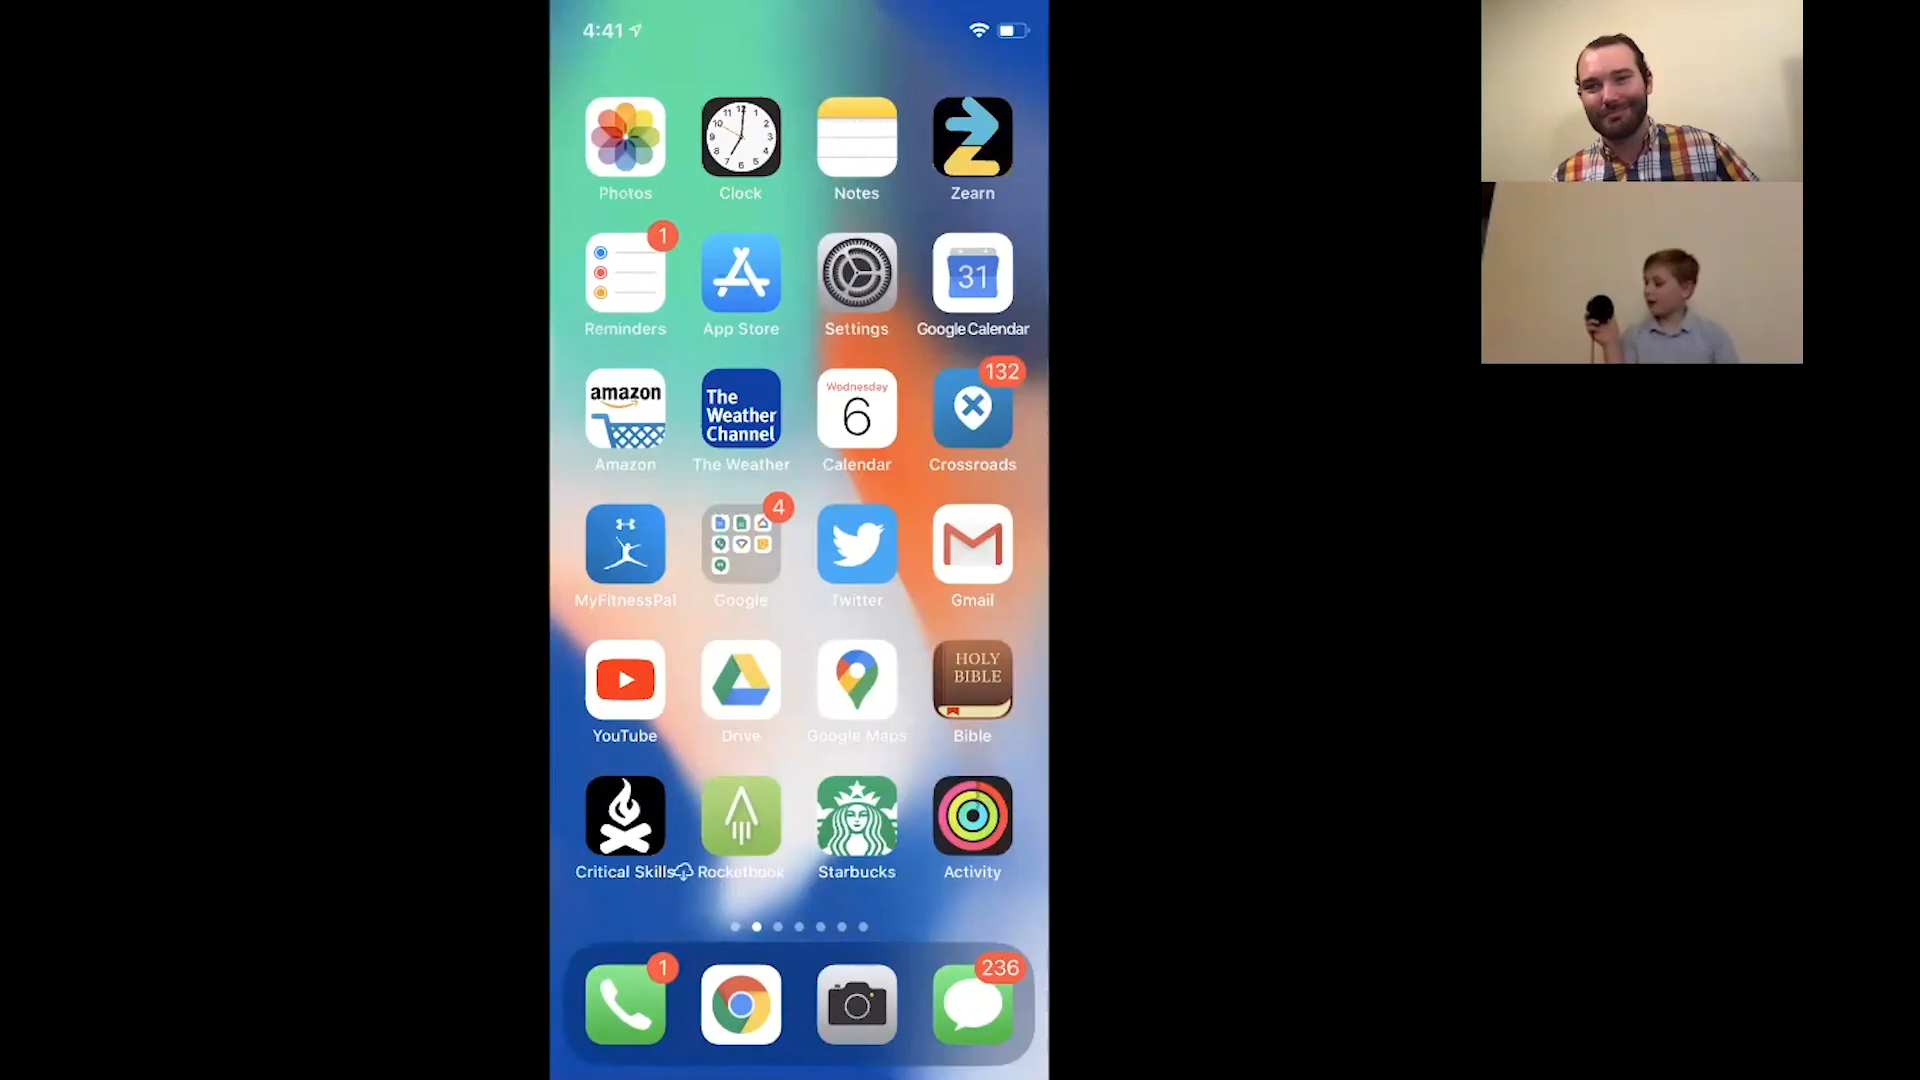 4:41
Photos
Clock
Notes
Zearn
1
Reminders
App Store
Settings
31
Google Calendar
amazon
Amazon
The
Weather
Channel
The Weather
Wednesday
6
Calendar
132
Crossroads
MyFitnessPal
4
Google
Twitter
Gmail
YouTube
Drive
Google Maps
HOLY
BIBLE
Bible
Critical Skills
Rocketbook
Starbucks
Activity
1
236